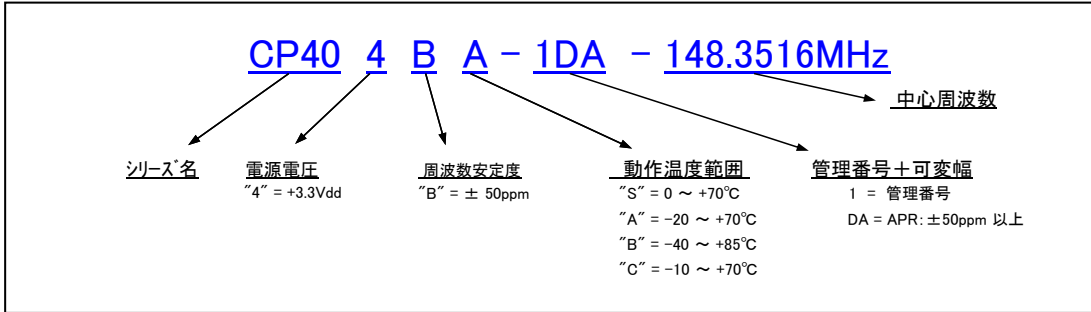 CP40 4 B A − 1DA − 148.3516MHz
中心周波数
シリーズ名 電源電圧 周波数安定度 動作温度範囲 管理番号＋可変幅
"4" = +3.3Vdd "B" = ± 50ppm "S" = 0 ～ +70℃ 1 = 管理番号
"A" = −20 ～ +70℃ DA = APR: ±50ppm 以上
"B" = −40 ～ +85℃
"C" = −10 ～ +70℃